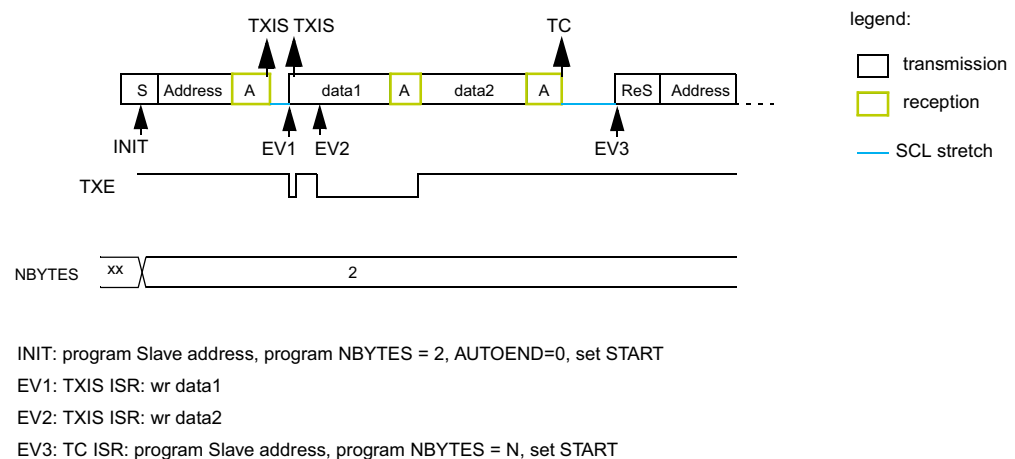 TXIS TXIS TC
legend:
transmission
reception
SCL stretch
S Address A data1 A data2 A ReS Address
INIT EV1 EV2 EV3
TXE
NBYTES xx 2
INIT: program Slave address, program NBYTES = 2, AUTOEND=0, set START
EV1: TXIS ISR: wr data1
EV2: TXIS ISR: wr data2
EV3: TC ISR: program Slave address, program NBYTES = N, set START